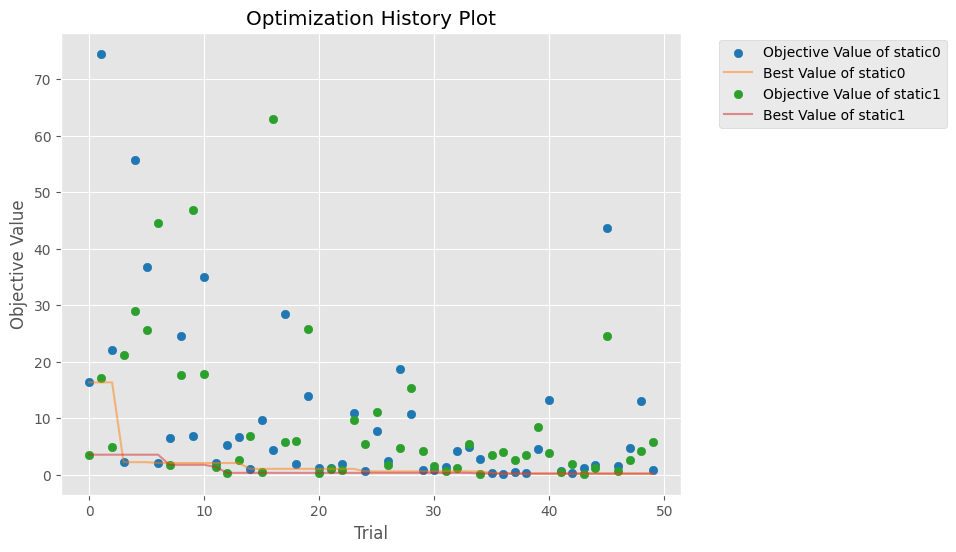 Optimization History Plot
Objective Value of static0
Best Value of static0
Objective Value of static1
Best Value of static1
70
60
50
40
30
20
10
0
Objective Value
0 10 20 30 40 50
Trial